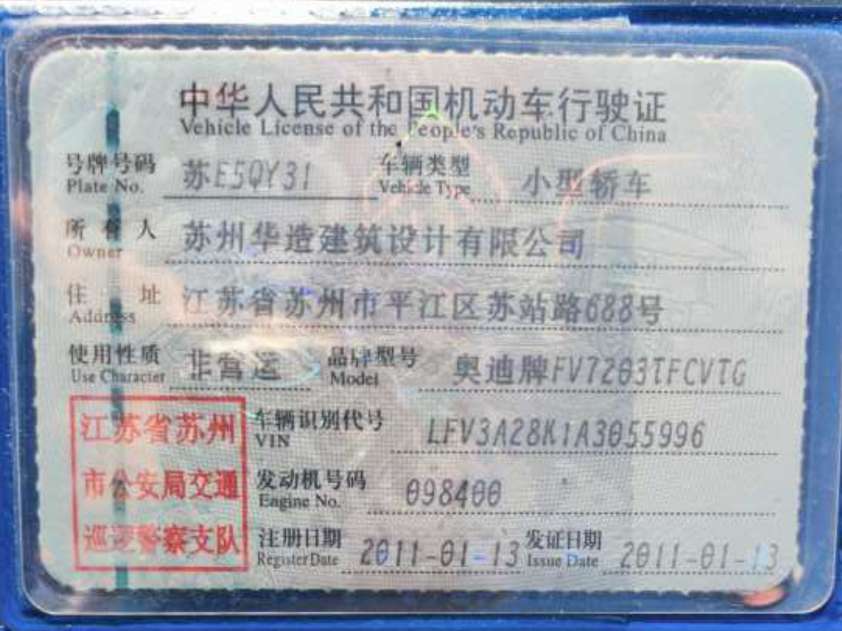 中华人民共和国机动车行驶证
Vehicle License of the People's Republic of China
号牌号码 苏E5QY31 车辆类型 小型轿车
Plate No. Vehicle Type
所有人 苏州华造建筑设计有限公司
Owner
住址 江苏省苏州市平江区苏站路688号
Address
使用性质 非营运 品牌型号 奥迪牌FV7203TFCVTG
Use Character Model
江苏省苏州 车辆识别代号 LFV3A28K1A3055996
VIN
市公安局交通 发动机号码 098400
Engine No.
巡逻警察支队 注册日期 2011-01-13 发证日期 2011-01-13
Register Date Issue Date